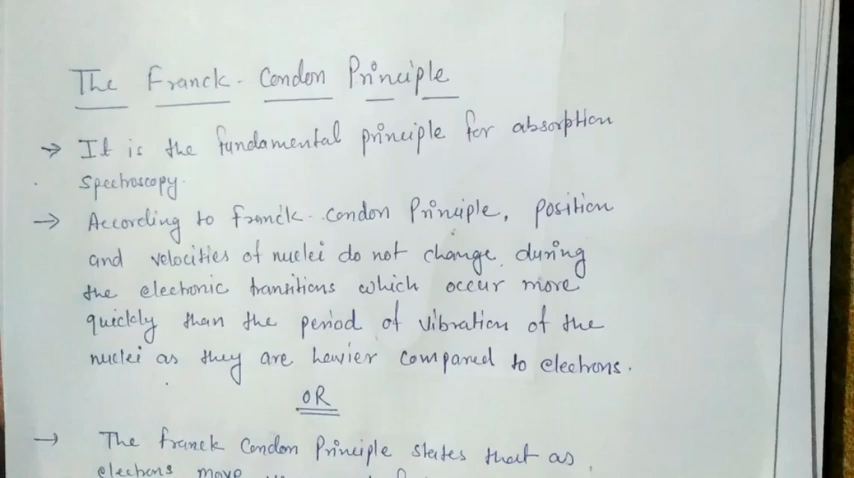 The Franck-Condon Principle
→ It is the fundamental principle for absorption
spectroscopy.
→ According to Franck-Condon Principle, position
and velocities of nuclei do not change during
the electronic transitions which occur more
quickly than the period of vibration of the
nuclei as they are hevier compared to electrons.
OR
→ The Franck Condon Principle states that as
electrons move